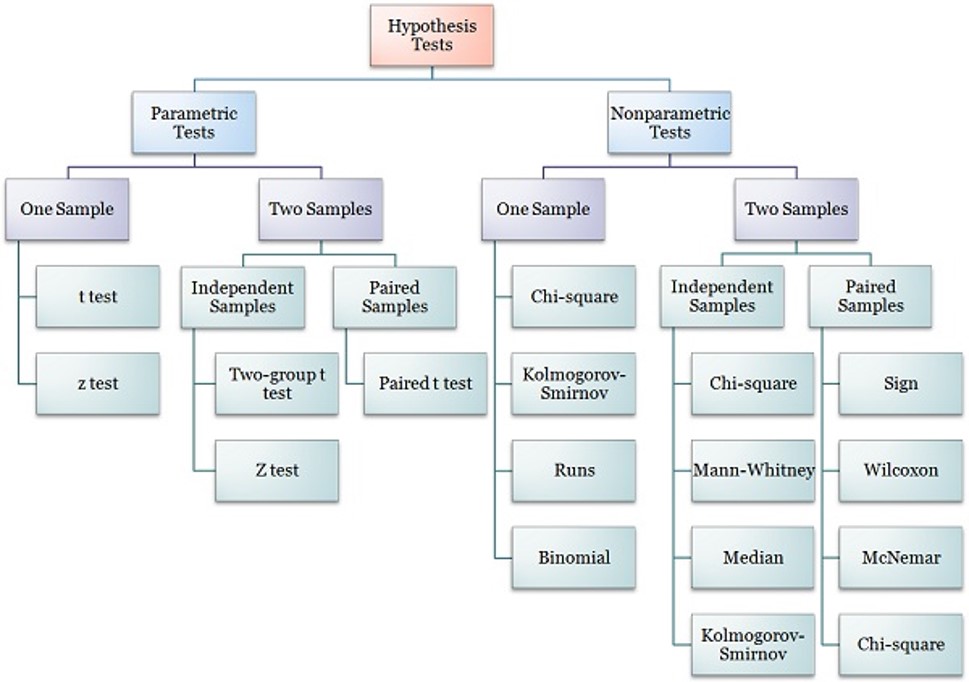 Hypothesis
Tests
Parametric
Tests
Nonparametric
Tests
One Sample
Two Samples
One Sample
Two Samples
t test
Independent
Samples
Paired
Samples
Chi-square
Independent
Samples
Paired
Samples
z test
Two-group t
test
Paired t test
Kolmogorov-
Smirnov
Chi-square
Sign
Z test
Runs
Mann-Whitney
Wilcoxon
Binomial
Median
McNemar
Kolmogorov-
Smirnov
Chi-square